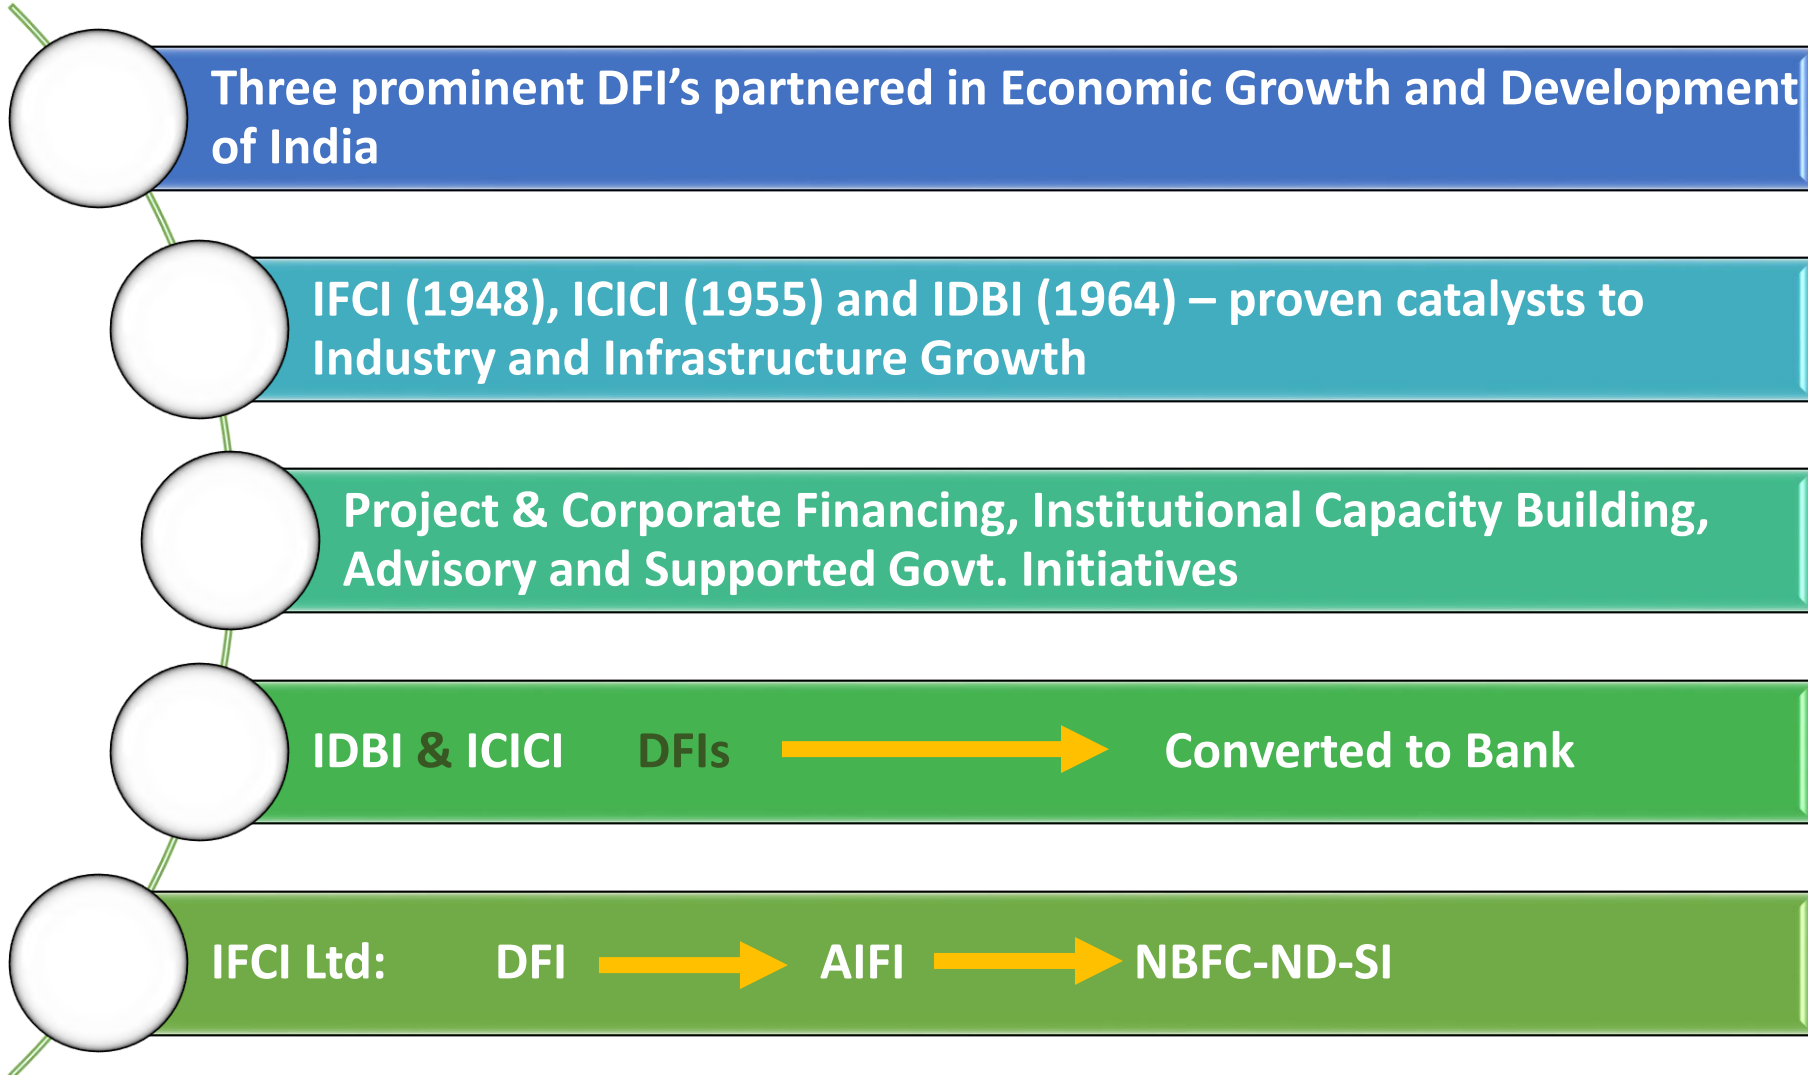 Three prominent DFI’s partnered in Economic Growth and Development
of India
IFCI (1948), ICICI (1955) and IDBI (1964) – proven catalysts to
Industry and Infrastructure Growth
Project & Corporate Financing, Institutional Capacity Building,
Advisory and Supported Govt. Initiatives
IDBI & ICICI DFIs Converted to Bank
IFCI Ltd: DFI AIFI NBFC-ND-SI